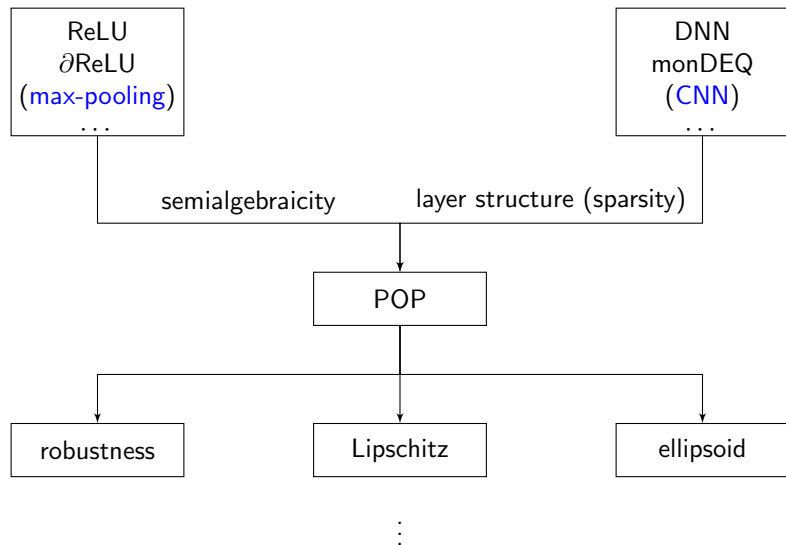 ReLU
∂ReLU
(max-pooling)
...
DNN
monDEQ
(CNN)
...
semialgebraicity
layer structure (sparsity)
POP
robustness
Lipschitz
ellipsoid
⋮